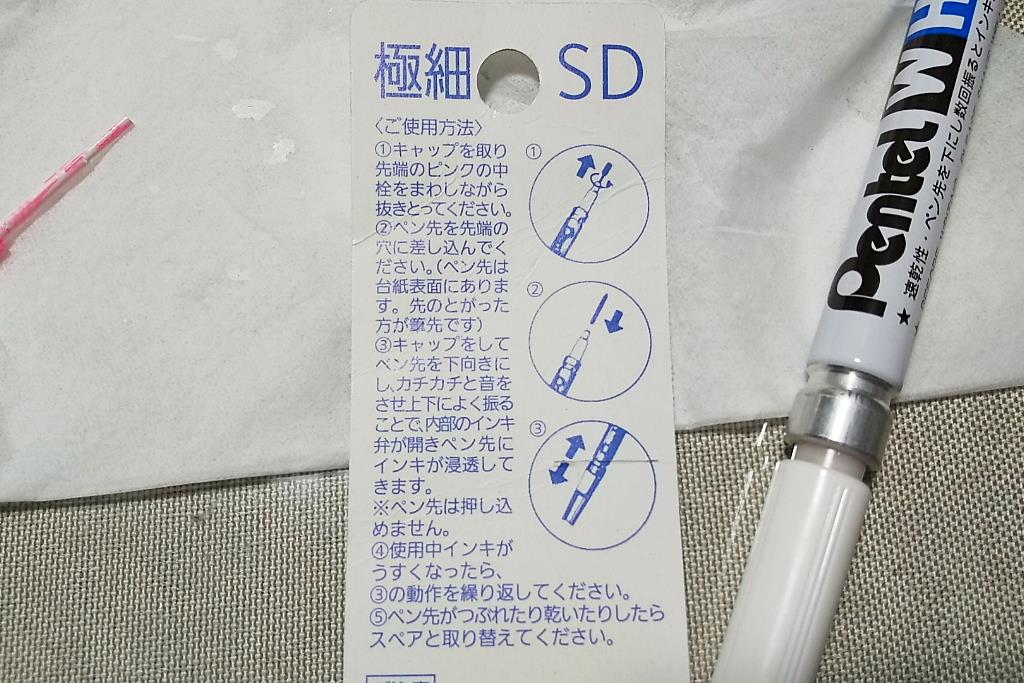 極細 SD
〈ご使用方法〉
①キャップを取り
先端のピンクの中
栓をまわしながら
抜きとってください。
②ペン先を先端の
穴に差し込んでく
ださい。(ペン先は
台紙表面にありま
す。先のとがった
方が筆先です)
③キャップをして
ペン先を下向きに
し、カチカチと音を
させ上下によく振る
ことで、内部のインキ
弁が開きペン先に
インキが浸透して
きます。
※ペン先は押し込
めません。
④使用中インキが
うすくなったら、
③の動作を繰り返してください。
⑤ペン先がつぶれたり乾いたりしたら
スペアと取り替えてください。
①
②
③
Pentel WH
★ 速乾性・ペン先を下にし数回振るとインキ